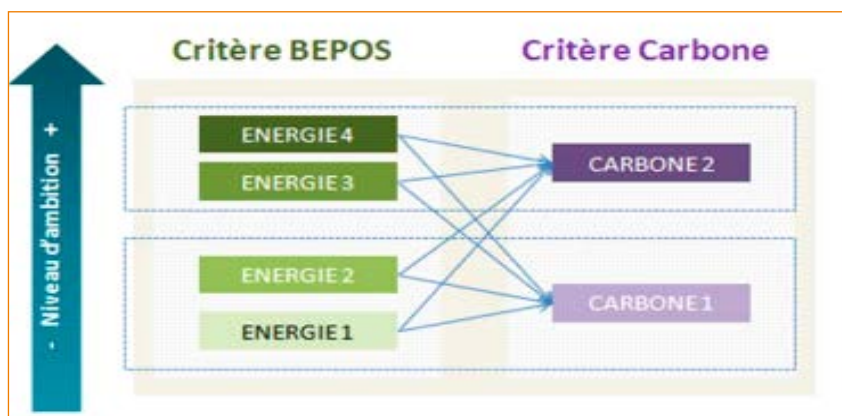 Critère BEPOS
Critère Carbone
- Niveau d'ambition +
ENERGIE 4
ENERGIE 3
CARBONE 2
ENERGIE 2
CARBONE 1
ENERGIE 1